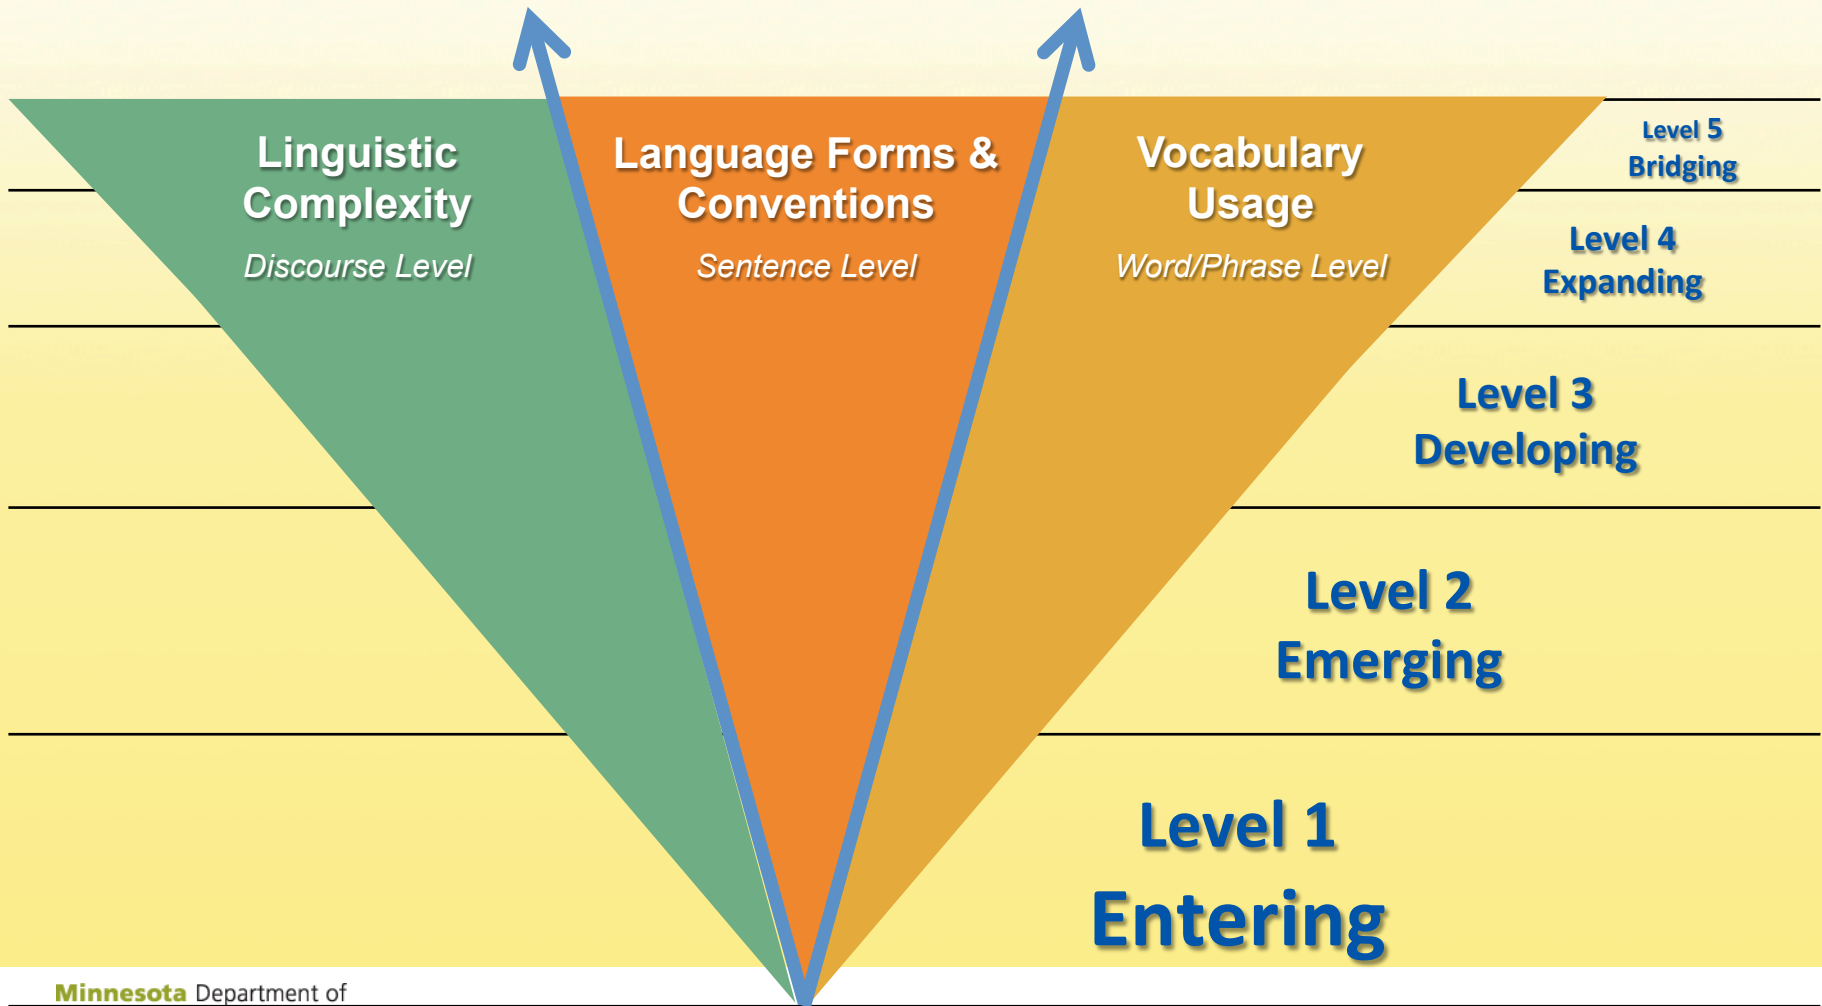 Linguistic
Complexity
Discourse Level
Language Forms &
Conventions
Sentence Level
Vocabulary
Usage
Word/Phrase Level
Level 5
Bridging
Level 4
Expanding
Level 3
Developing
Level 2
Emerging
Level 1
Entering
Minnesota Department of